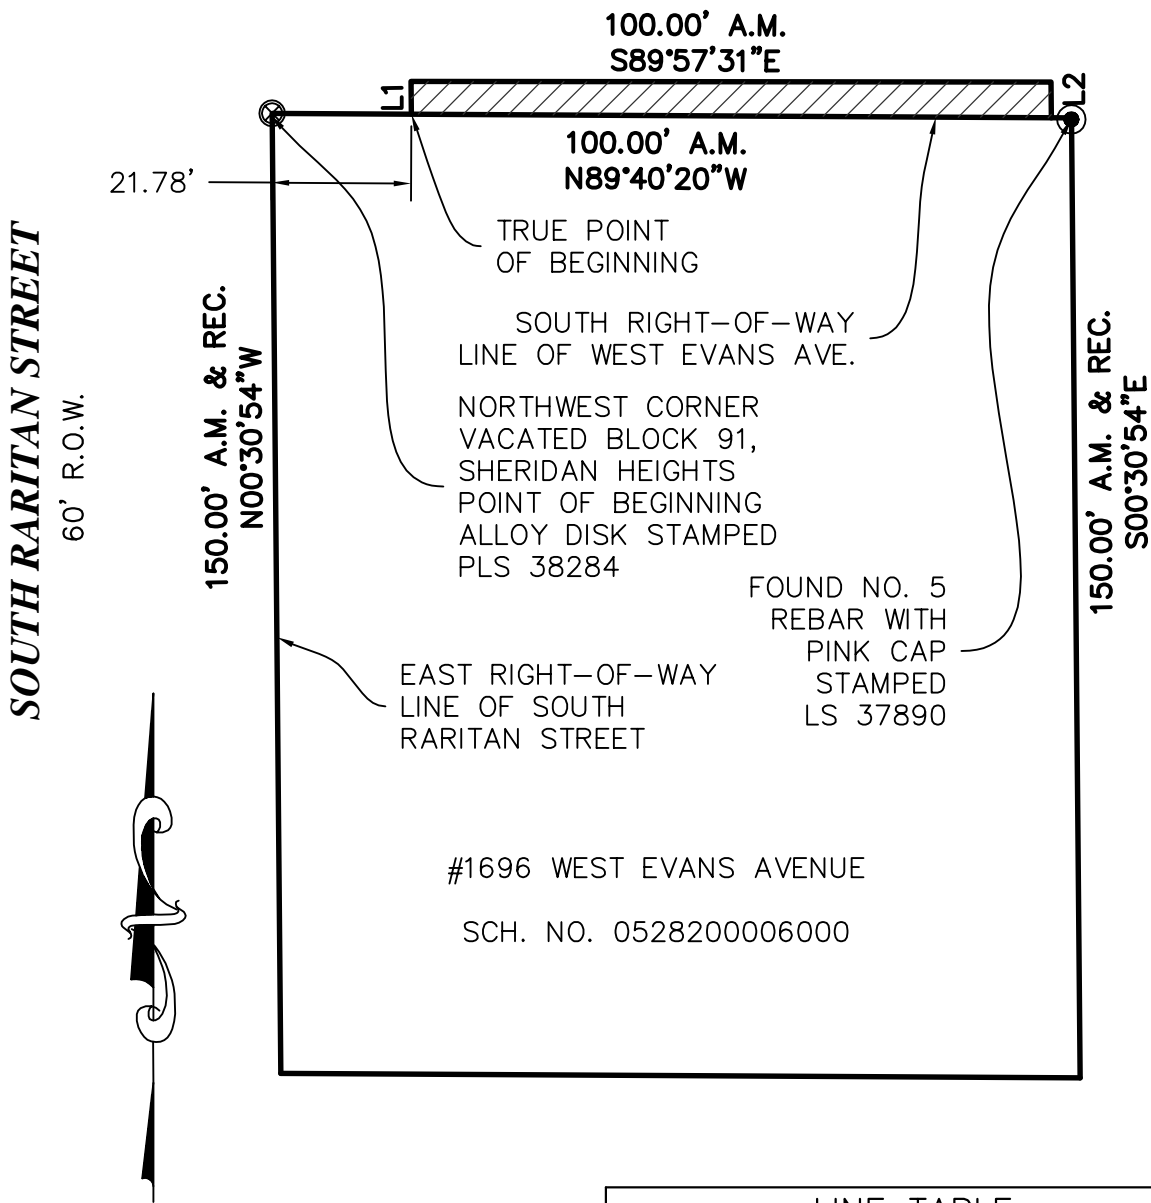 100.00' A.M.
S89°57'31"E
L1
L2
100.00' A.M.
N89°40'20"W
21.78'
TRUE POINT
OF BEGINNING
SOUTH RIGHT-OF-WAY
LINE OF WEST EVANS AVE.
SOUTH RARITAN STREET
60' R.O.W.
150.00' A.M. & REC.
N00°30'54"W
NORTHWEST CORNER
VACATED BLOCK 91,
SHERIDAN HEIGHTS
POINT OF BEGINNING
ALLOY DISK STAMPED
PLS 38284
150.00' A.M. & REC.
S00°30'54"E
FOUND NO. 5
REBAR WITH
PINK CAP
STAMPED
LS 37890
EAST RIGHT-OF-WAY
LINE OF SOUTH
RARITAN STREET
#1696 WEST EVANS AVENUE
SCH. NO. 0528200006000
LINE TABLE